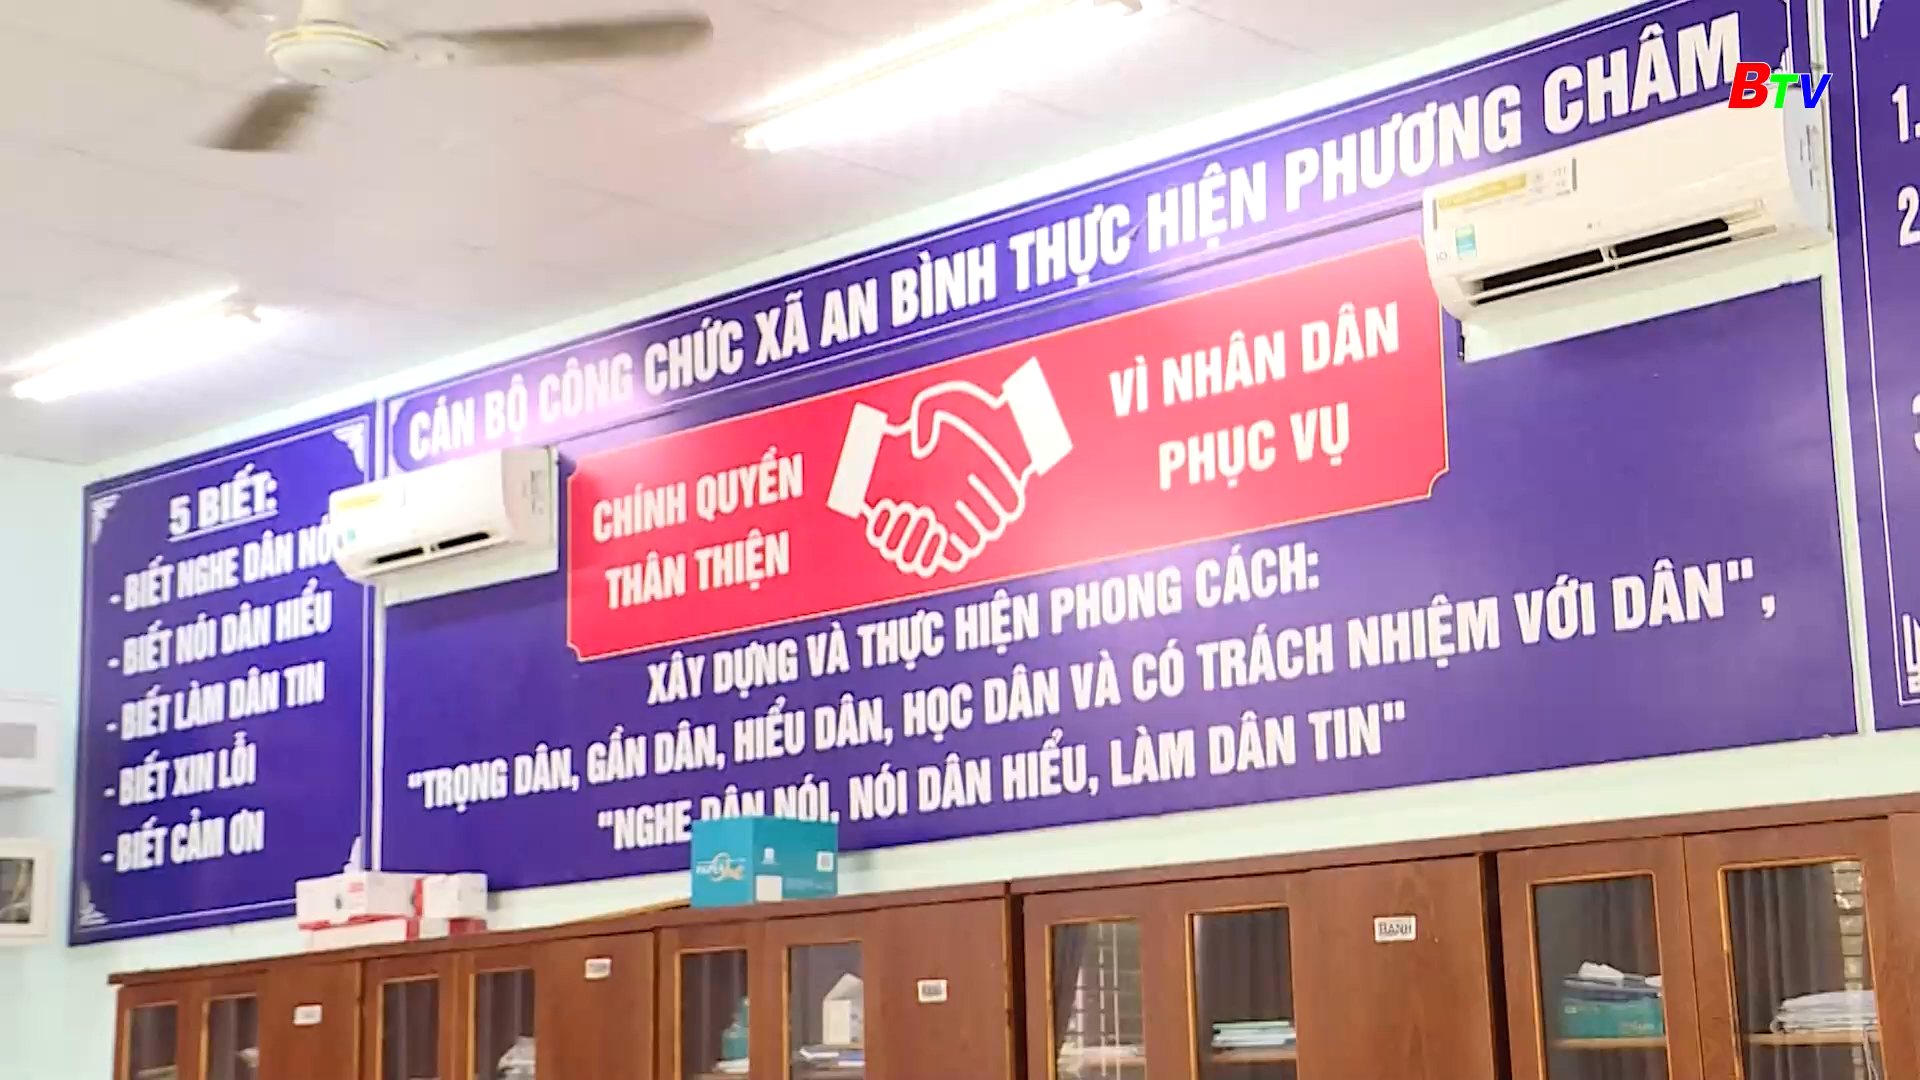 BTV
CÁN BỘ CÔNG CHỨC XÃ AN BÌNH THỰC HIỆN PHƯƠNG CHÂM
CHÍNH QUYỀN
THÂN THIỆN
VÌ NHÂN DÂN
PHỤC VỤ
XÂY DỰNG VÀ THỰC HIỆN PHONG CÁCH:
"TRỌNG DÂN, GẦN DÂN, HIỂU DÂN, HỌC DÂN VÀ CÓ TRÁCH NHIỆM VỚI DÂN",
"NGHE DÂN NÓI, NÓI DÂN HIỂU, LÀM DÂN TIN"
5 BIẾT:
- BIẾT NGHE DÂN NÓI
- BIẾT NÓI DÂN HIỂU
- BIẾT LÀM DÂN TIN
- BIẾT XIN LỖI
- BIẾT CẢM ƠN
1.
2